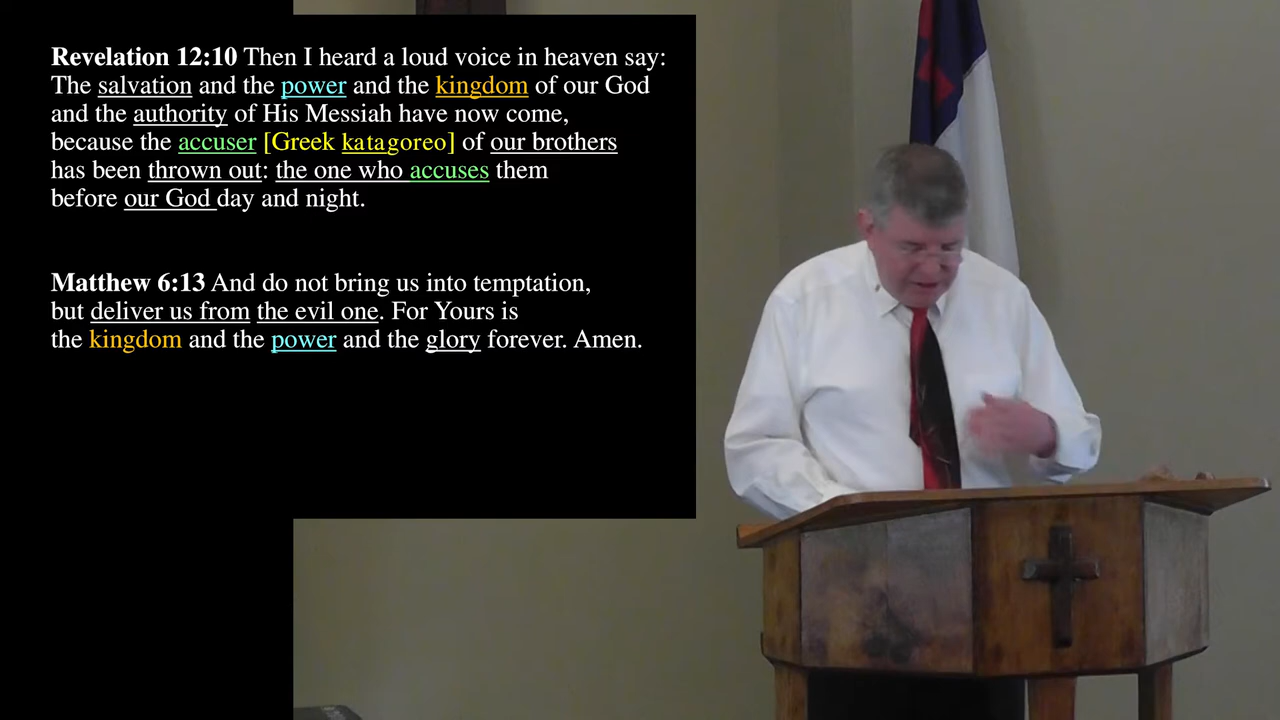 Revelation 12:10 Then I heard a loud voice in heaven say:
The salvation and the power and the kingdom of our God
and the authority of His Messiah have now come,
because the accuser [Greek katagoreo] of our brothers
has been thrown out: the one who accuses them
before our God day and night.
Matthew 6:13 And do not bring us into temptation,
but deliver us from the evil one. For Yours is
the kingdom and the power and the glory forever. Amen.